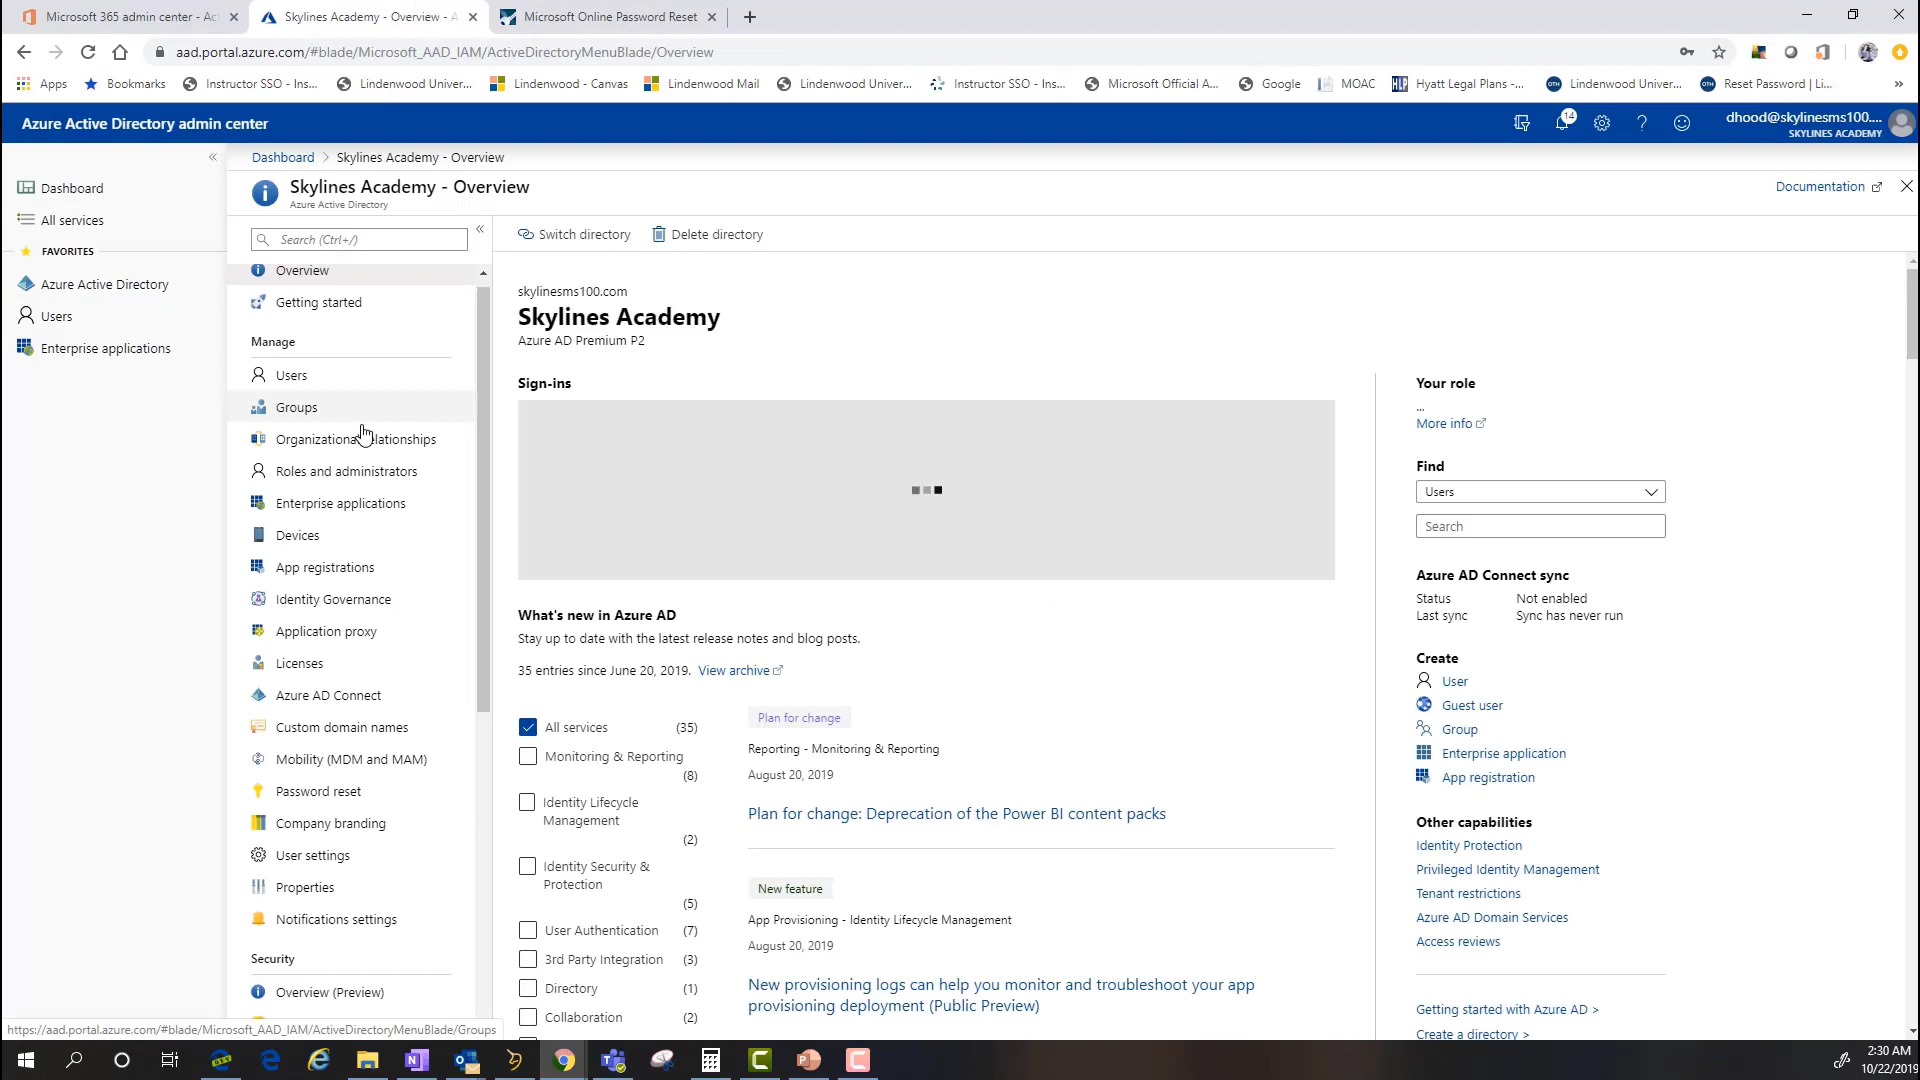 Microsoft 365 admin center - Act
Skylines Academy - Overview - A
Microsoft Online Password Reset
aad.portal.azure.com/#blade/Microsoft_AAD_IAM/ActiveDirectoryMenuBlade/Overview
Apps
Bookmarks
Instructor SSO - Ins...
Lindenwood Univer...
Lindenwood - Canvas
Lindenwood Mail
Lindenwood Univer...
Instructor SSO - Ins...
Microsoft Official A...
Google
MOAC
HLP
Hyatt Legal Plans -...
OTH
Lindenwood Univer...
OTH
Reset Password | Li...
»
Azure Active Directory admin center
14
dhood@skylinesms100....
SKYLINES ACADEMY
«
Dashboard
All services
FAVORITES
Azure Active Directory
Users
Enterprise applications
Dashboard > Skylines Academy - Overview
Skylines Academy - Overview
Azure Active Directory
Documentation
Search (Ctrl+/)
«
Overview
Getting started
Manage
Users
Groups
Organizational relationships
Roles and administrators
Enterprise applications
Devices
App registrations
Identity Governance
Application proxy
Licenses
Azure AD Connect
Custom domain names
Mobility (MDM and MAM)
Password reset
Company branding
User settings
Properties
Notifications settings
Security
Overview (Preview)
https://aad.portal.azure.com/#blade/Microsoft_AAD_IAM/ActiveDirectoryMenuBlade/Groups
Switch directory
Delete directory
skylinesms100.com
Skylines Academy
Azure AD Premium P2
Sign-ins
What's new in Azure AD
Stay up to date with the latest release notes and blog posts.
35 entries since June 20, 2019. View archive
All services (35)
Monitoring & Reporting
(8)
Identity Lifecycle
Management
(2)
Identity Security &
Protection
(5)
User Authentication (7)
3rd Party Integration (3)
Directory (1)
Collaboration (2)
Plan for change
Reporting - Monitoring & Reporting
August 20, 2019
Plan for change: Deprecation of the Power BI content packs
New feature
App Provisioning - Identity Lifecycle Management
August 20, 2019
New provisioning logs can help you monitor and troubleshoot your app
provisioning deployment (Public Preview)
Your role
...
More info
Find
Users
Search
Azure AD Connect sync
Status Not enabled
Last sync Sync has never run
Create
User
Guest user
Group
Enterprise application
App registration
Other capabilities
Identity Protection
Privileged Identity Management
Tenant restrictions
Azure AD Domain Services
Access reviews
Getting started with Azure AD >
Create a directory >
DEV
2:30 AM
10/22/2019